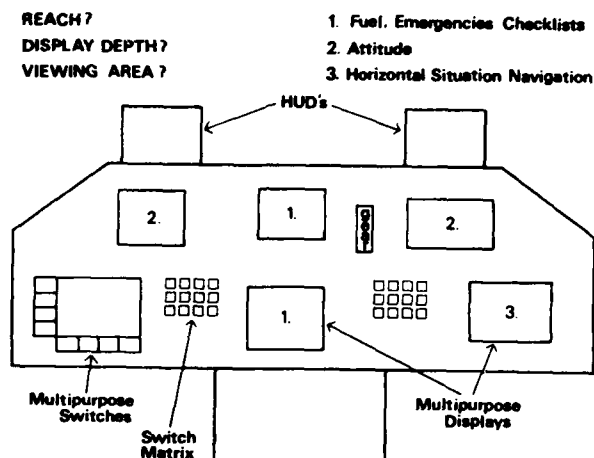 REACH?
DISPLAY DEPTH?
VIEWING AREA?
1. Fuel, Emergencies Checklists
2. Attitude
3. Horizontal Situation Navigation
HUD's
2.
1.
2.
1.
3.
Multipurpose
Switches
Switch
Matrix
Multipurpose
Displays